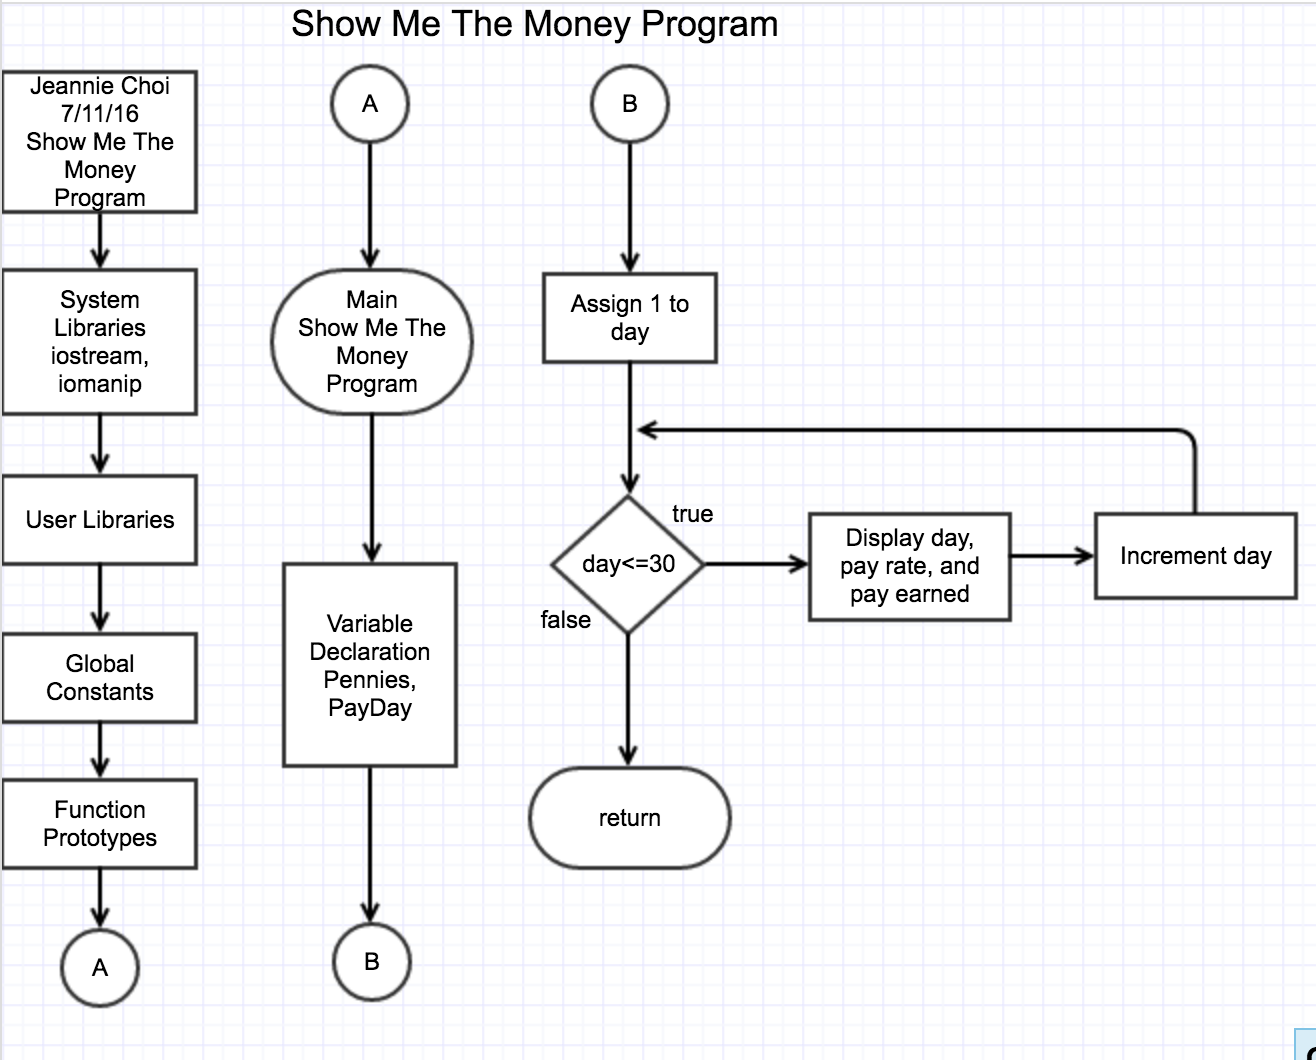 Show Me The Money Program
Jeannie Choi
7/11/16
Show Me The
Money
Program
System
Libraries
iostream,
iomanip
User Libraries
Global
Constants
Function
Prototypes
A
A
Main
Show Me The
Money
Program
Variable
Declaration
Pennies,
PayDay
B
B
Assign 1 to
day
day<=30
true
false
Display day,
pay rate, and
pay earned
Increment day
return